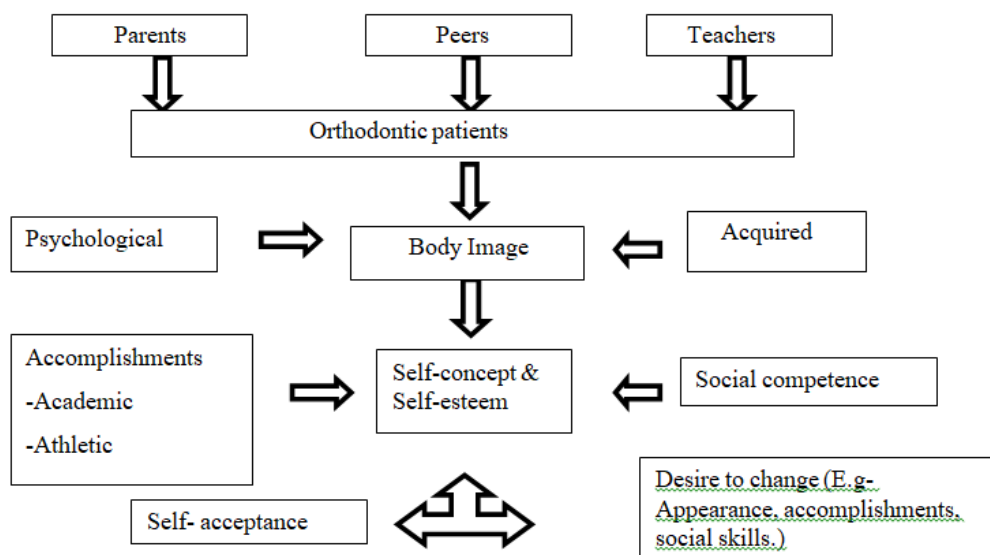 Parents
Peers
Teachers
Orthodontic patients
Psychological
Body Image
Acquired
Accomplishments
-Academic
-Athletic
Self-concept &
Self-esteem
Social competence
Self- acceptance
Desire to change (E.g-
Appearance, accomplishments,
social skills.)